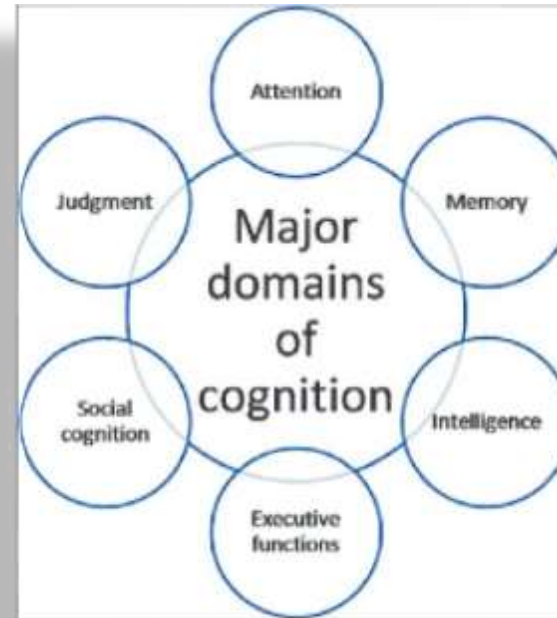 Attention
Judgment
Memory
Major
domains
of
cognition
Social
cognition
Intelligence
Executive
functions